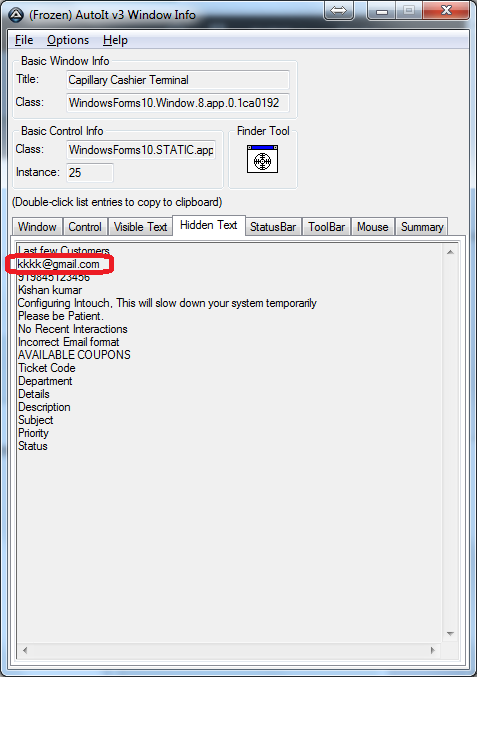 (Frozen) AutoIt v3 Window Info
File Options Help
Basic Window Info
Title: Capillary Cashier Terminal
Class: WindowsForms10.Window.8.app.0.1ca0192
Basic Control Info
Class: WindowsForms10.STATIC.app
Instance: 25
Finder Tool
(Double-click list entries to copy to clipboard)
Window Control Visible Text Hidden Text StatusBar ToolBar Mouse Summary
Last few Customers
kkkk@gmail.com
919845123456
Kishan kumar
Configuring Intouch, This will slow down your system temporarily
Please be Patient.
No Recent Interactions
Incorrect Email format
AVAILABLE COUPONS
Ticket Code
Department
Details
Description
Subject
Priority
Status